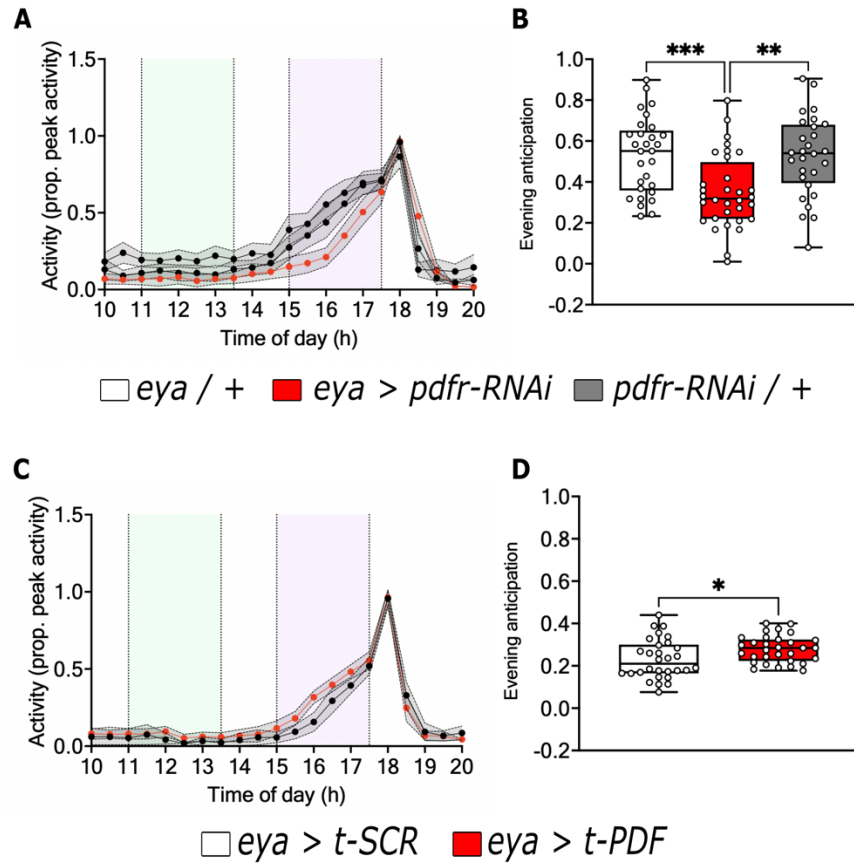 A
B
Activity (prop. peak activity)
1.5
1.0
0.5
0.0
10 11 12 13 14 15 16 17 18 19 20
Time of day (h)
Evening anticipation
1.0
0.8
0.6
0.4
0.2
0.0
-0.2
*** **
eya / + eya > pdfr-RNAi pdfr-RNAi / +
C
D
Activity (prop. peak activity)
1.5
1.0
0.5
0.0
10 11 12 13 14 15 16 17 18 19 20
Time of day (h)
Evening anticipation
1.0
0.8
0.6
0.4
0.2
0.0
-0.2
*
eya > t-SCR eya > t-PDF